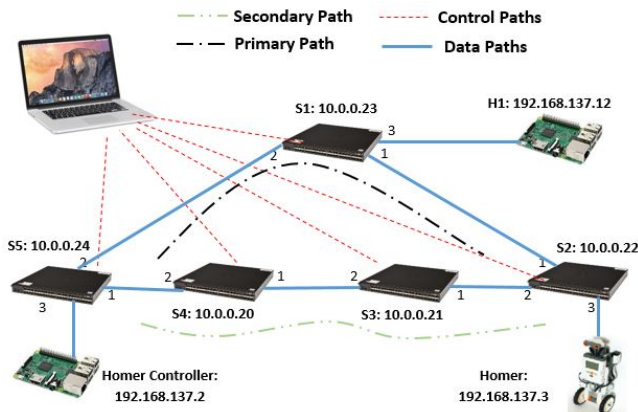 Secondary Path
Control Paths
Primary Path
Data Paths
S1: 10.0.0.23
H1: 192.168.137.12
3
2
1
S5: 10.0.0.24
S2: 10.0.0.22
2
1
3
1
2
1
2
1
2
3
S4: 10.0.0.20
S3: 10.0.0.21
Homer Controller:
192.168.137.2
Homer:
192.168.137.3